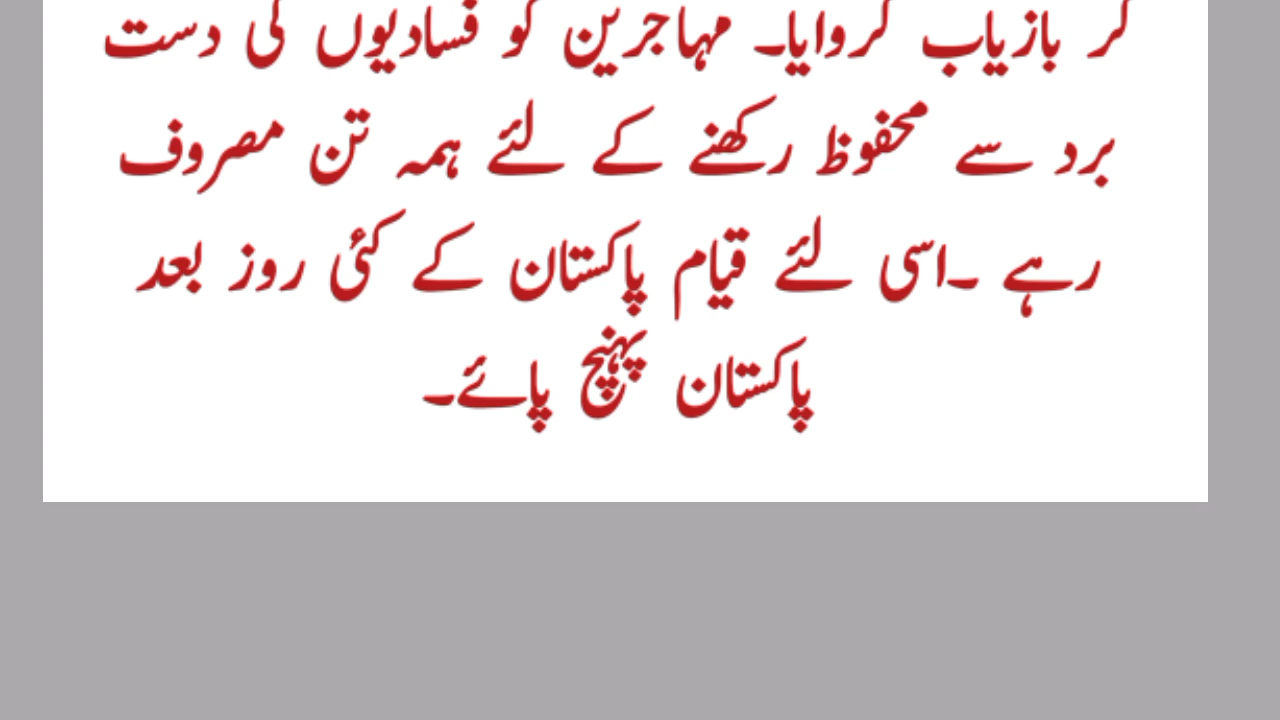 کر بازیاب کروایا۔ مہاجرین کو فسادیوں کی دست
برد سے محفوظ رکھنے کے لئے ہمہ تن مصروف
رہے ۔اسی لئے قیام پاکستان کے کئی روز بعد
پاکستان پہنچ پائے۔